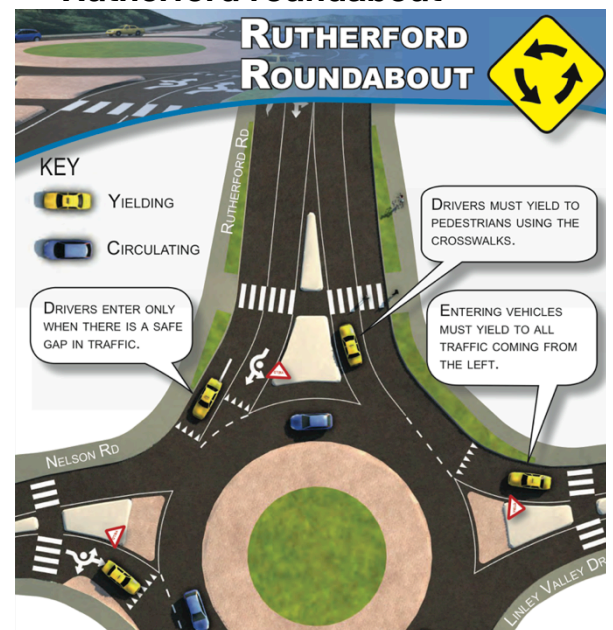 RUTHERFORD
ROUNDABOUT
KEY
YIELDING
CIRCULATING
RUTHERFORD RD
DRIVERS MUST YIELD TO
PEDESTRIANS USING THE
CROSSWALKS.
DRIVERS ENTER ONLY
WHEN THERE IS A SAFE
GAP IN TRAFFIC.
ENTERING VEHICLES
MUST YIELD TO ALL
TRAFFIC COMING FROM
THE LEFT.
NELSON RD
LINLEY VALLEY DR